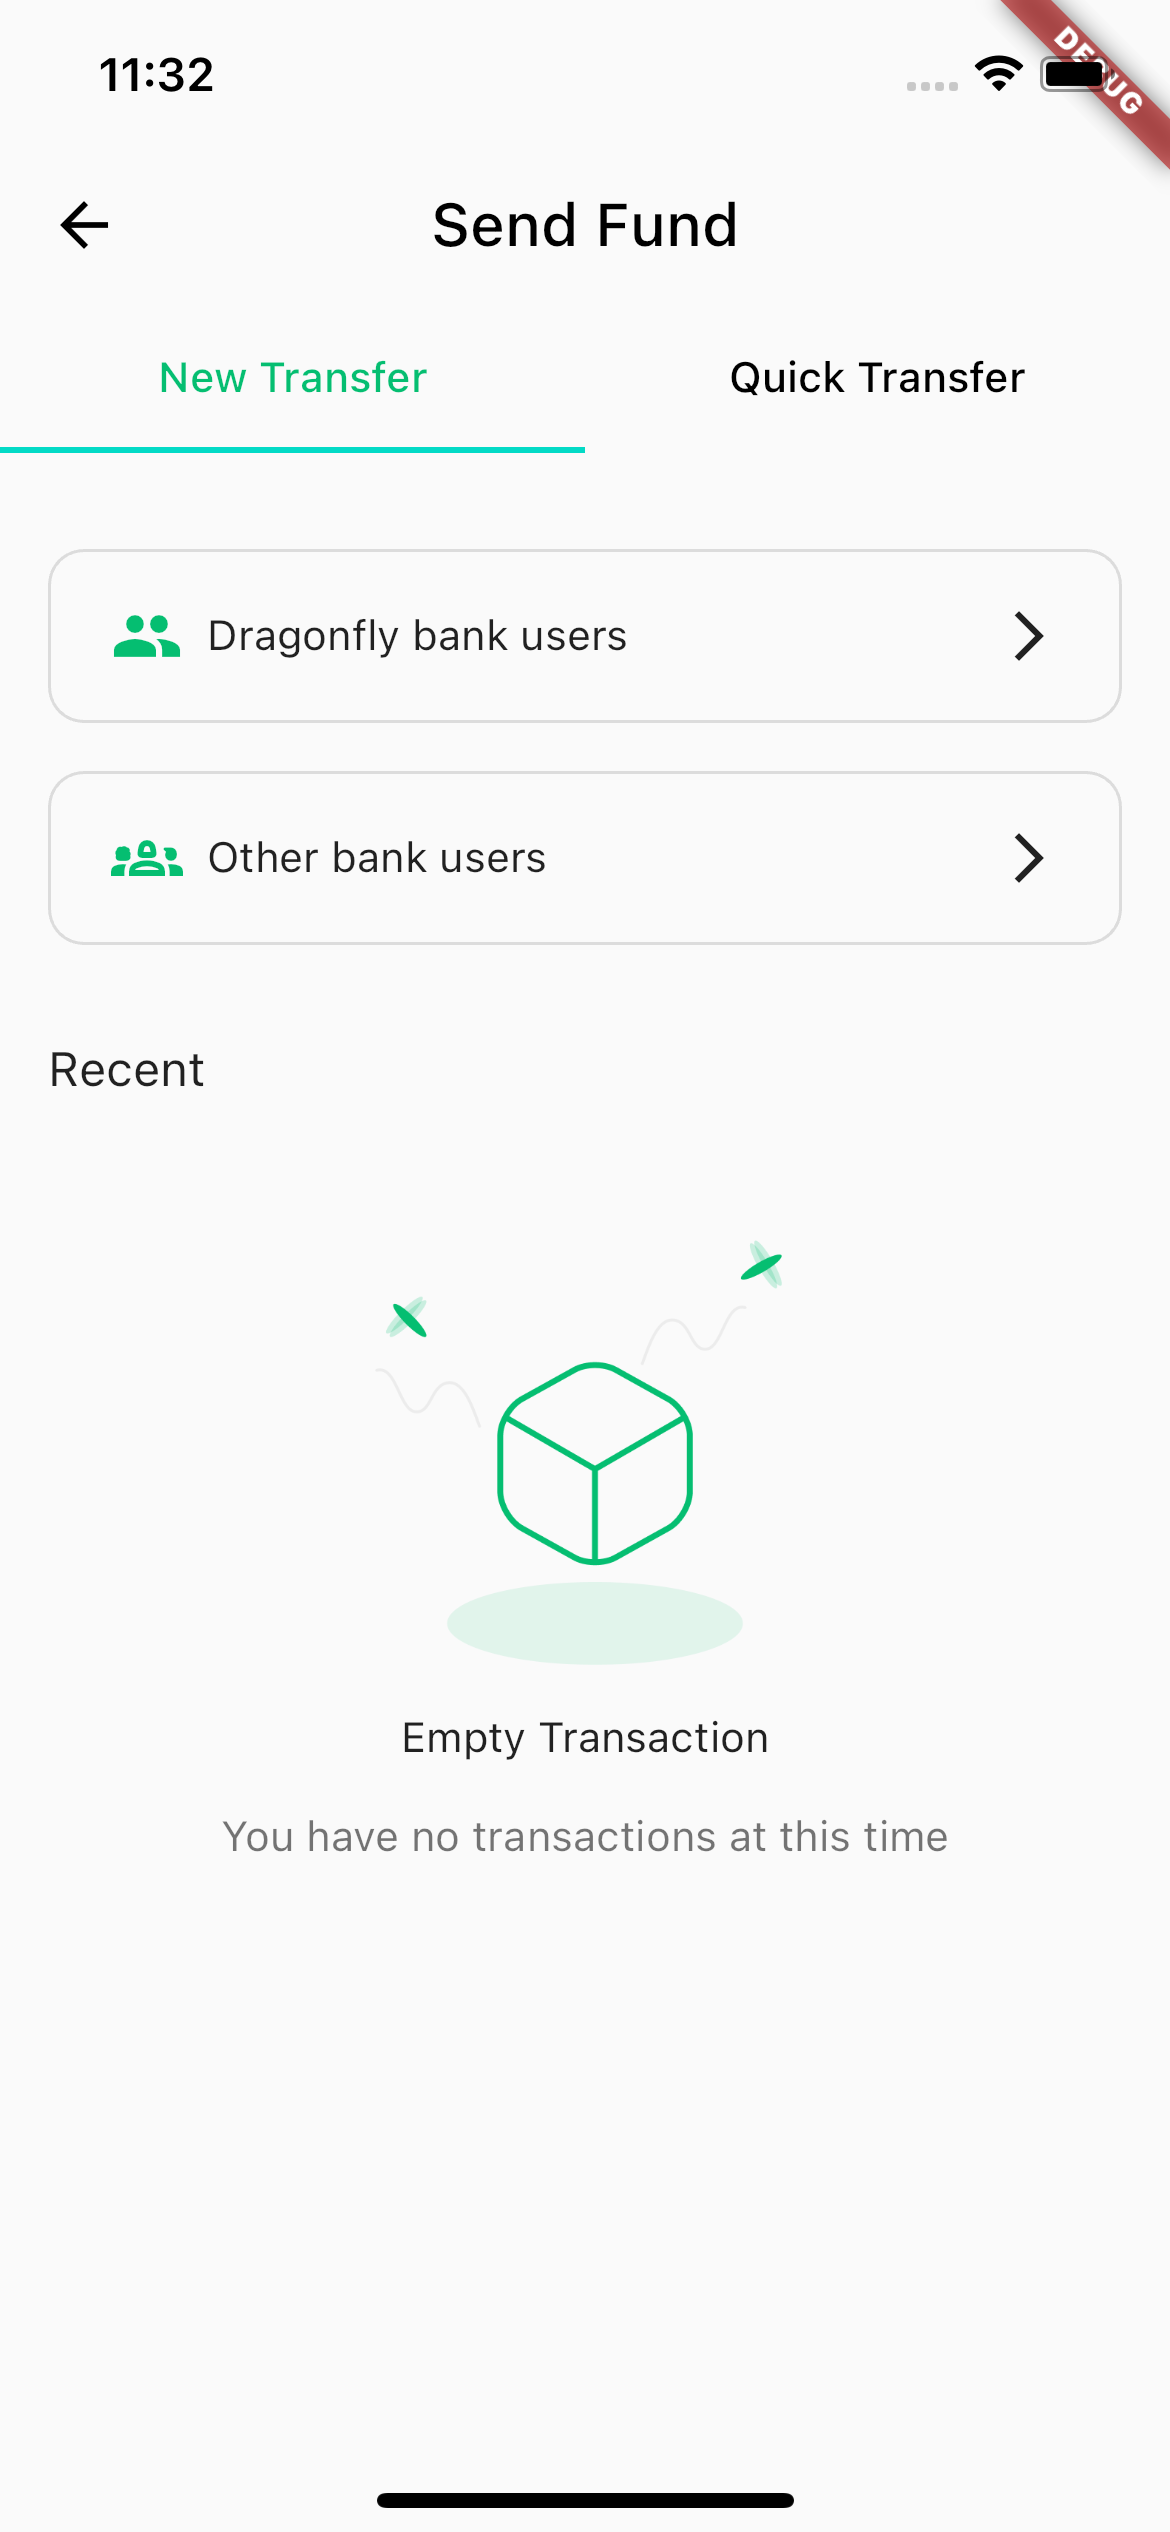 11:32
DEBUG
Send Fund
New Transfer
Quick Transfer
Dragonfly bank users
Other bank users
Recent
Empty Transaction
You have no transactions at this time